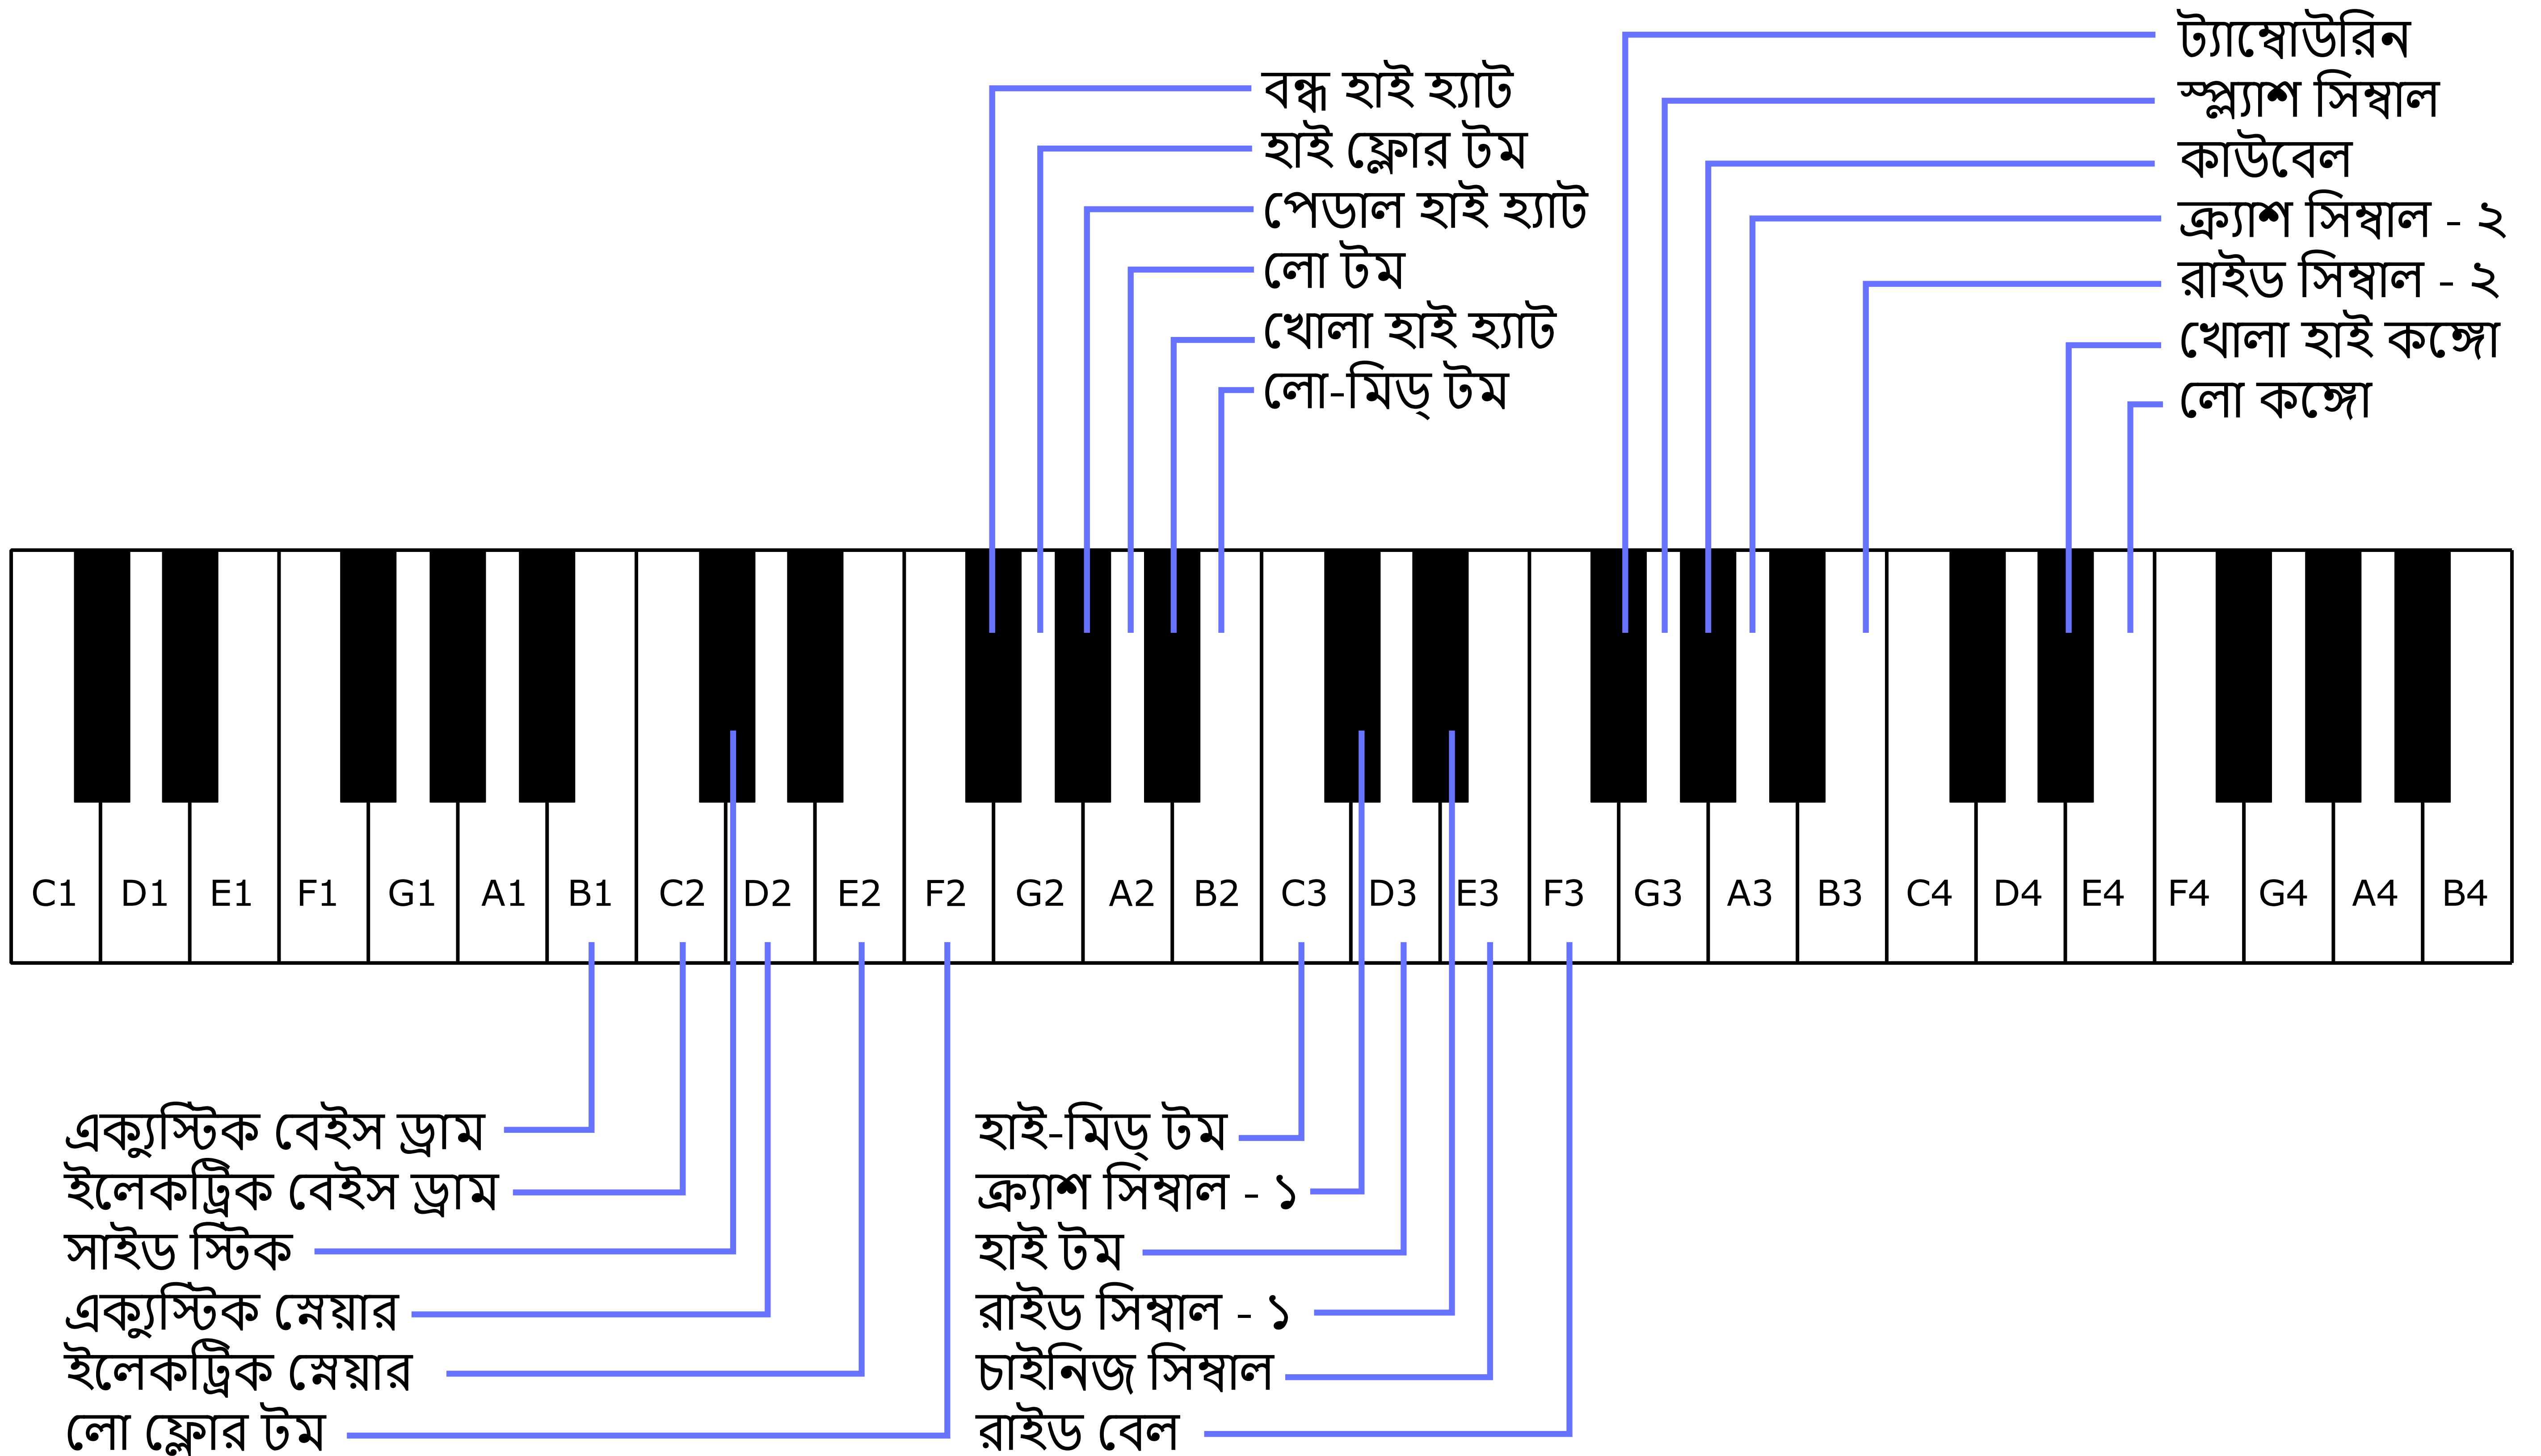 ট্যাম্বোউরিন
স্প্ল্যাশ সিম্বাল
কাউবেল
ক্র্যাশ সিম্বাল - ২
রাইড সিম্বাল - ২
খোলা হাই কঙ্গো
লো কঙ্গো
বন্ধ হাই হ্যাট
হাই ফ্লোর টম
পেডাল হাই হ্যাট
লো টম
খোলা হাই হ্যাট
লো-মিড্ টম
C1 D1 E1 F1 G1 A1 B1 C2 D2 E2 F2 G2 A2 B2 C3 D3 E3 F3 G3 A3 B3 C4 D4 E4 F4 G4 A4 B4
একুস্টিক বেইস ড্রাম
ইলেকট্রিক বেইস ড্রাম
সাইড স্টিক
একুস্টিক স্নেয়ার
ইলেকট্রিক স্নেয়ার
লো ফ্লোর টম
হাই-মিড্ টম
ক্র্যাশ সিম্বাল - ১
হাই টম
রাইড সিম্বাল - ১
চাইনিজ সিম্বাল
রাইড বেল